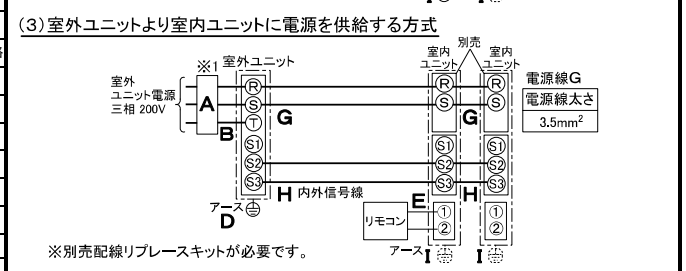 (3)室外ユニットより室内ユニットに電源を供給する方式
※1 室外ユニット
室外
ユニット電源
三相 200V
A
B
R
S
T
S1
S2
S3
アース
D
G
H 内外信号線
室内
ユニット
別売
室内
ユニット
R
S
S1
S2
S3
①
②
G
H
E
リモコン
アース I
R
S
S1
S2
S3
①
②
I
電源線G
電源線太さ
3.5mm²
※別売配線リプレースキットが必要です。